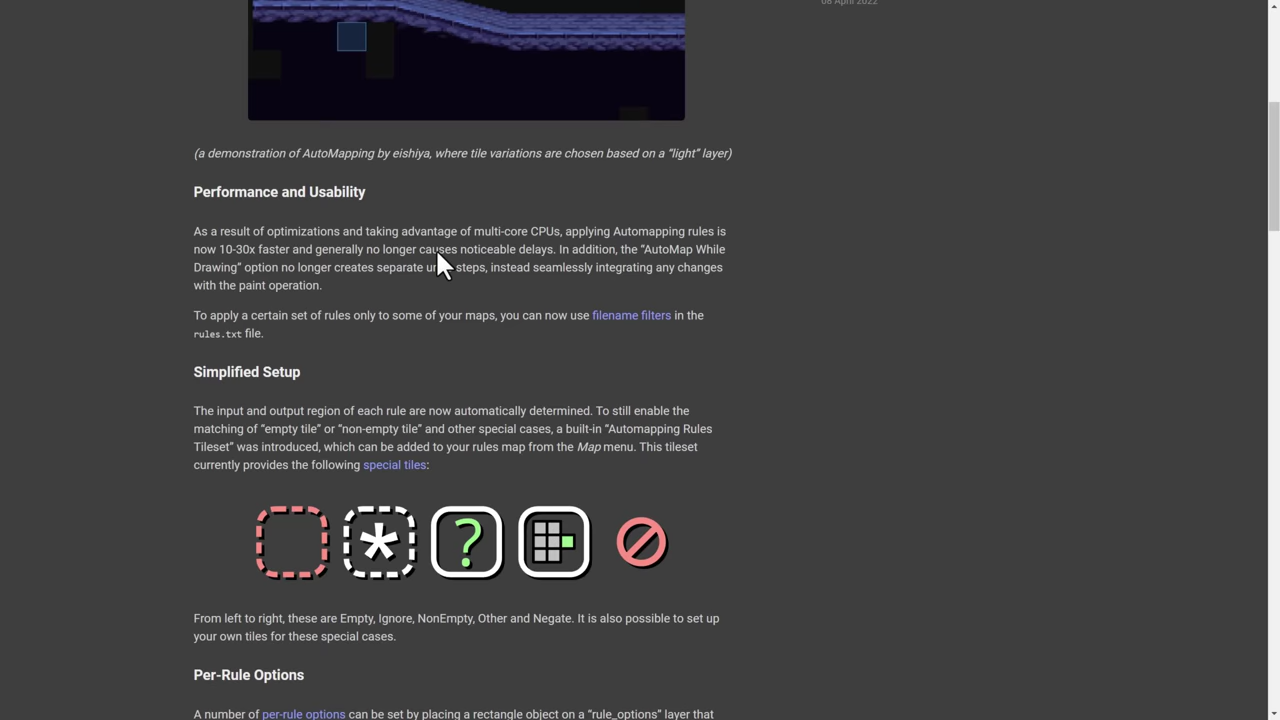 08 April 2022
(a demonstration of AutoMapping by eishiya, where tile variations are chosen based on a “light” layer)
Performance and Usability
As a result of optimizations and taking advantage of multi-core CPUs, applying Automapping rules is
now 10-30x faster and generally no longer causes noticeable delays. In addition, the “AutoMap While
Drawing” option no longer creates separate steps, instead seamlessly integrating any changes
with the paint operation.
To apply a certain set of rules only to some of your maps, you can now use filename filters in the
rules.txt file.
Simplified Setup
The input and output region of each rule are now automatically determined. To still enable the
matching of “empty tile” or “non-empty tile” and other special cases, a built-in “Automapping Rules
Tileset” was introduced, which can be added to your rules map from the Map menu. This tileset
currently provides the following special tiles:
* ?
From left to right, these are Empty, Ignore, NonEmpty, Other and Negate. It is also possible to set up
your own tiles for these special cases.
Per-Rule Options
A number of per-rule options can be set by placing a rectangle object on a “rule_options” layer that